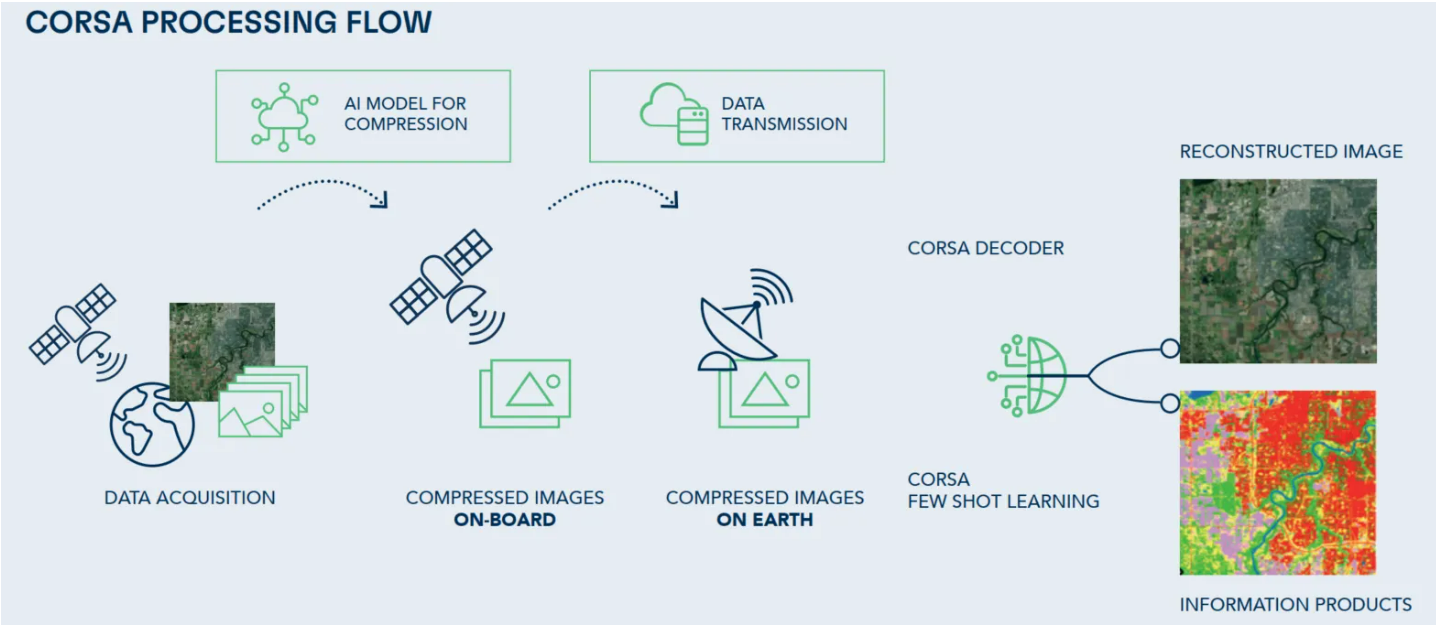 CORSA PROCESSING FLOW
AI MODEL FOR
COMPRESSION
DATA
TRANSMISSION
DATA ACQUISITION
COMPRESSED IMAGES
ON-BOARD
COMPRESSED IMAGES
ON EARTH
CORSA DECODER
CORSA
FEW SHOT LEARNING
RECONSTRUCTED IMAGE
INFORMATION PRODUCTS